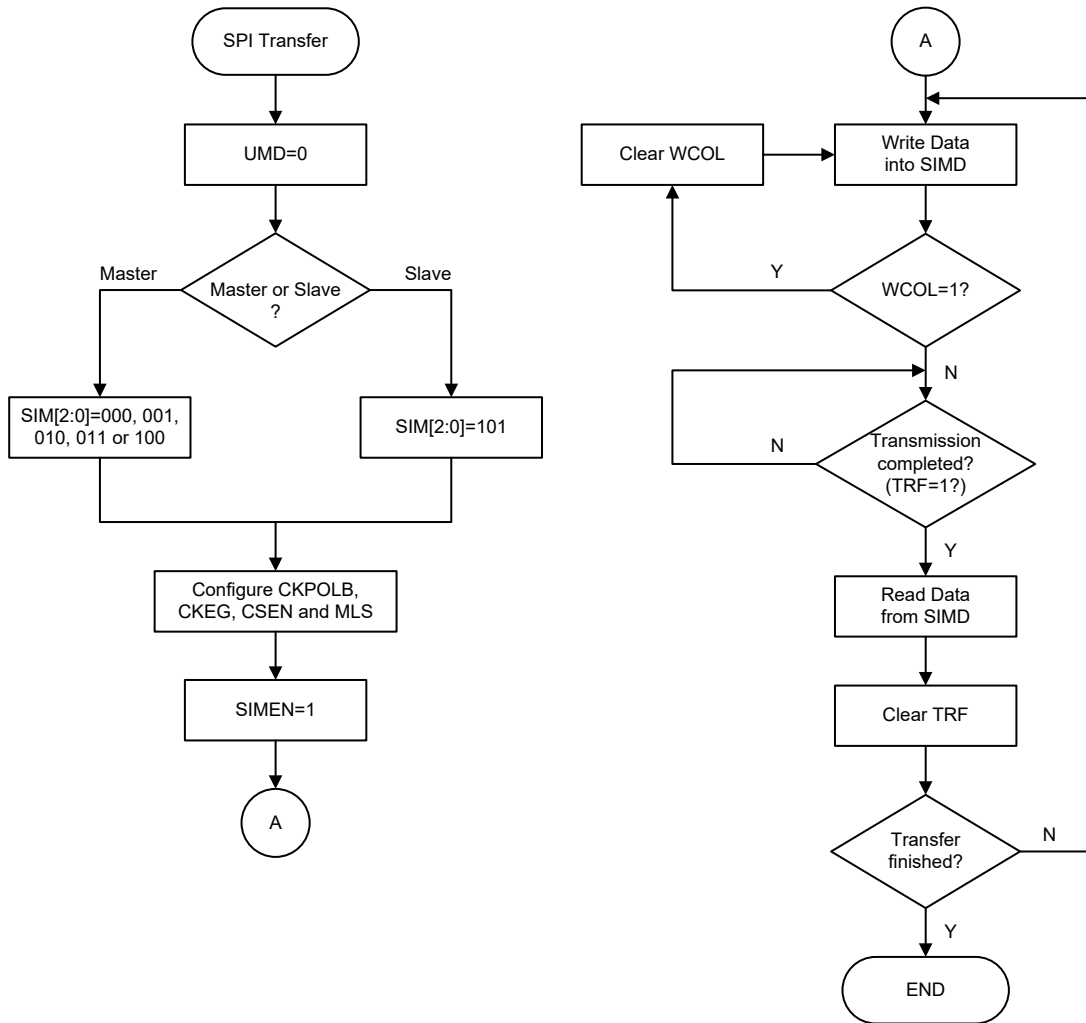 SPI Transfer
UMD=0
Master
Slave
Master or Slave
?
SIM[2:0]=000, 001,
010, 011 or 100
SIM[2:0]=101
Configure CKPOLB,
CKEG, CSEN and MLS
SIMEN=1
A
A
Clear WCOL
Write Data
into SIMD
Y
WCOL=1?
N
N
Transmission
completed?
(TRF=1?)
Y
Read Data
from SIMD
Clear TRF
Transfer
finished?
N
Y
END